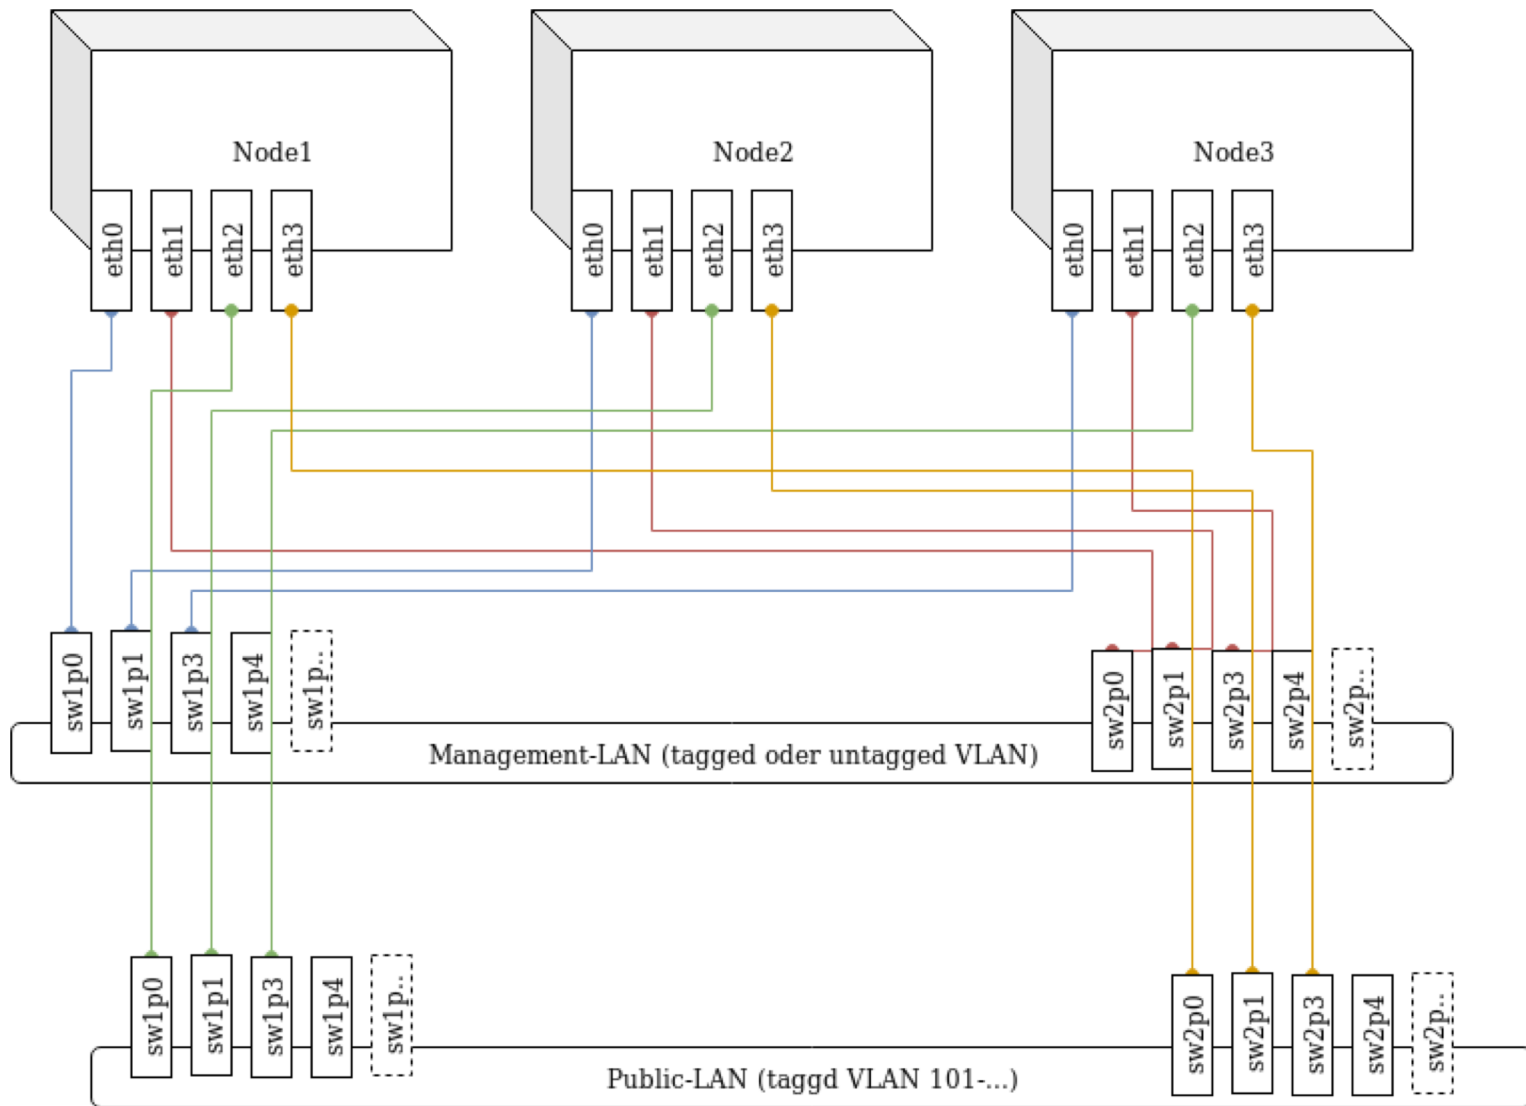 Node1
Node2
Node3
eth0
eth1
eth2
eth3
eth0
eth1
eth2
eth3
eth0
eth1
eth2
eth3
sw1p0
sw1p1
sw1p3
sw1p4
sw1p..
sw2p0
sw2p1
sw2p3
sw2p4
sw2p..
Management-LAN (tagged oder untagged VLAN)
sw1p0
sw1p1
sw1p3
sw1p4
sw1p..
sw2p0
sw2p1
sw2p3
sw2p4
sw2p..
Public-LAN (taggd VLAN 101-...)